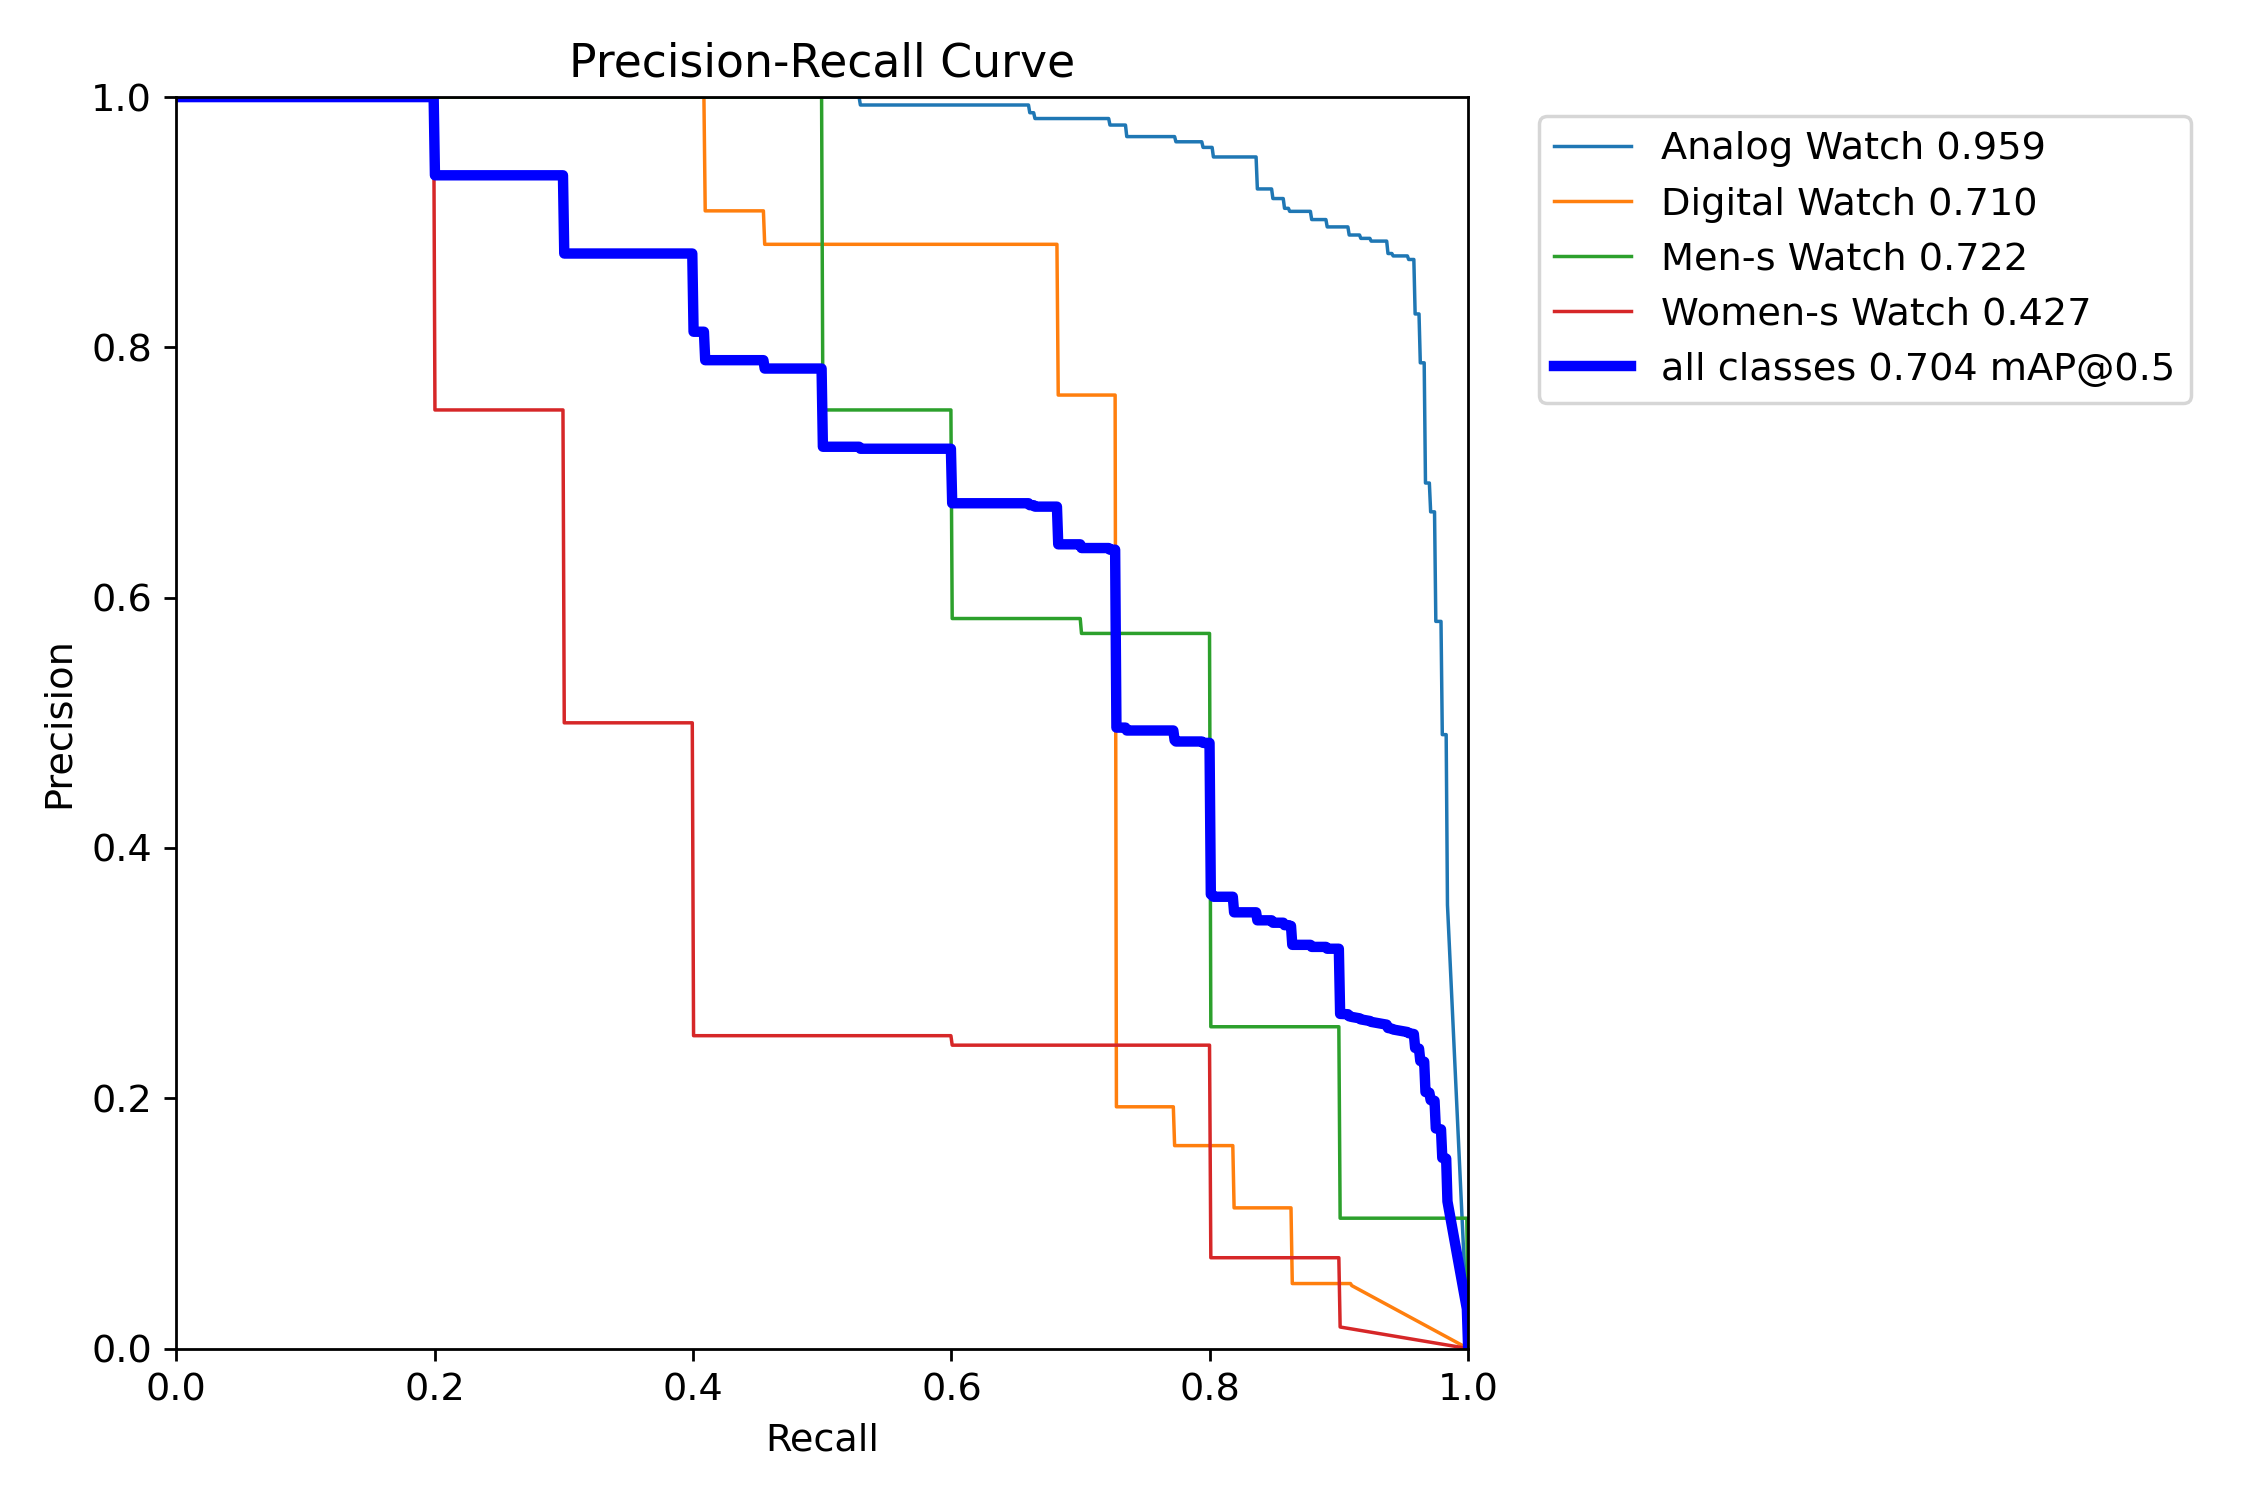 Precision-Recall Curve
1.0
0.8
0.6
0.4
0.2
0.0
Precision
0.0 0.2 0.4 0.6 0.8 1.0
Recall
Analog Watch 0.959
Digital Watch 0.710
Men-s Watch 0.722
Women-s Watch 0.427
all classes 0.704 mAP@0.5